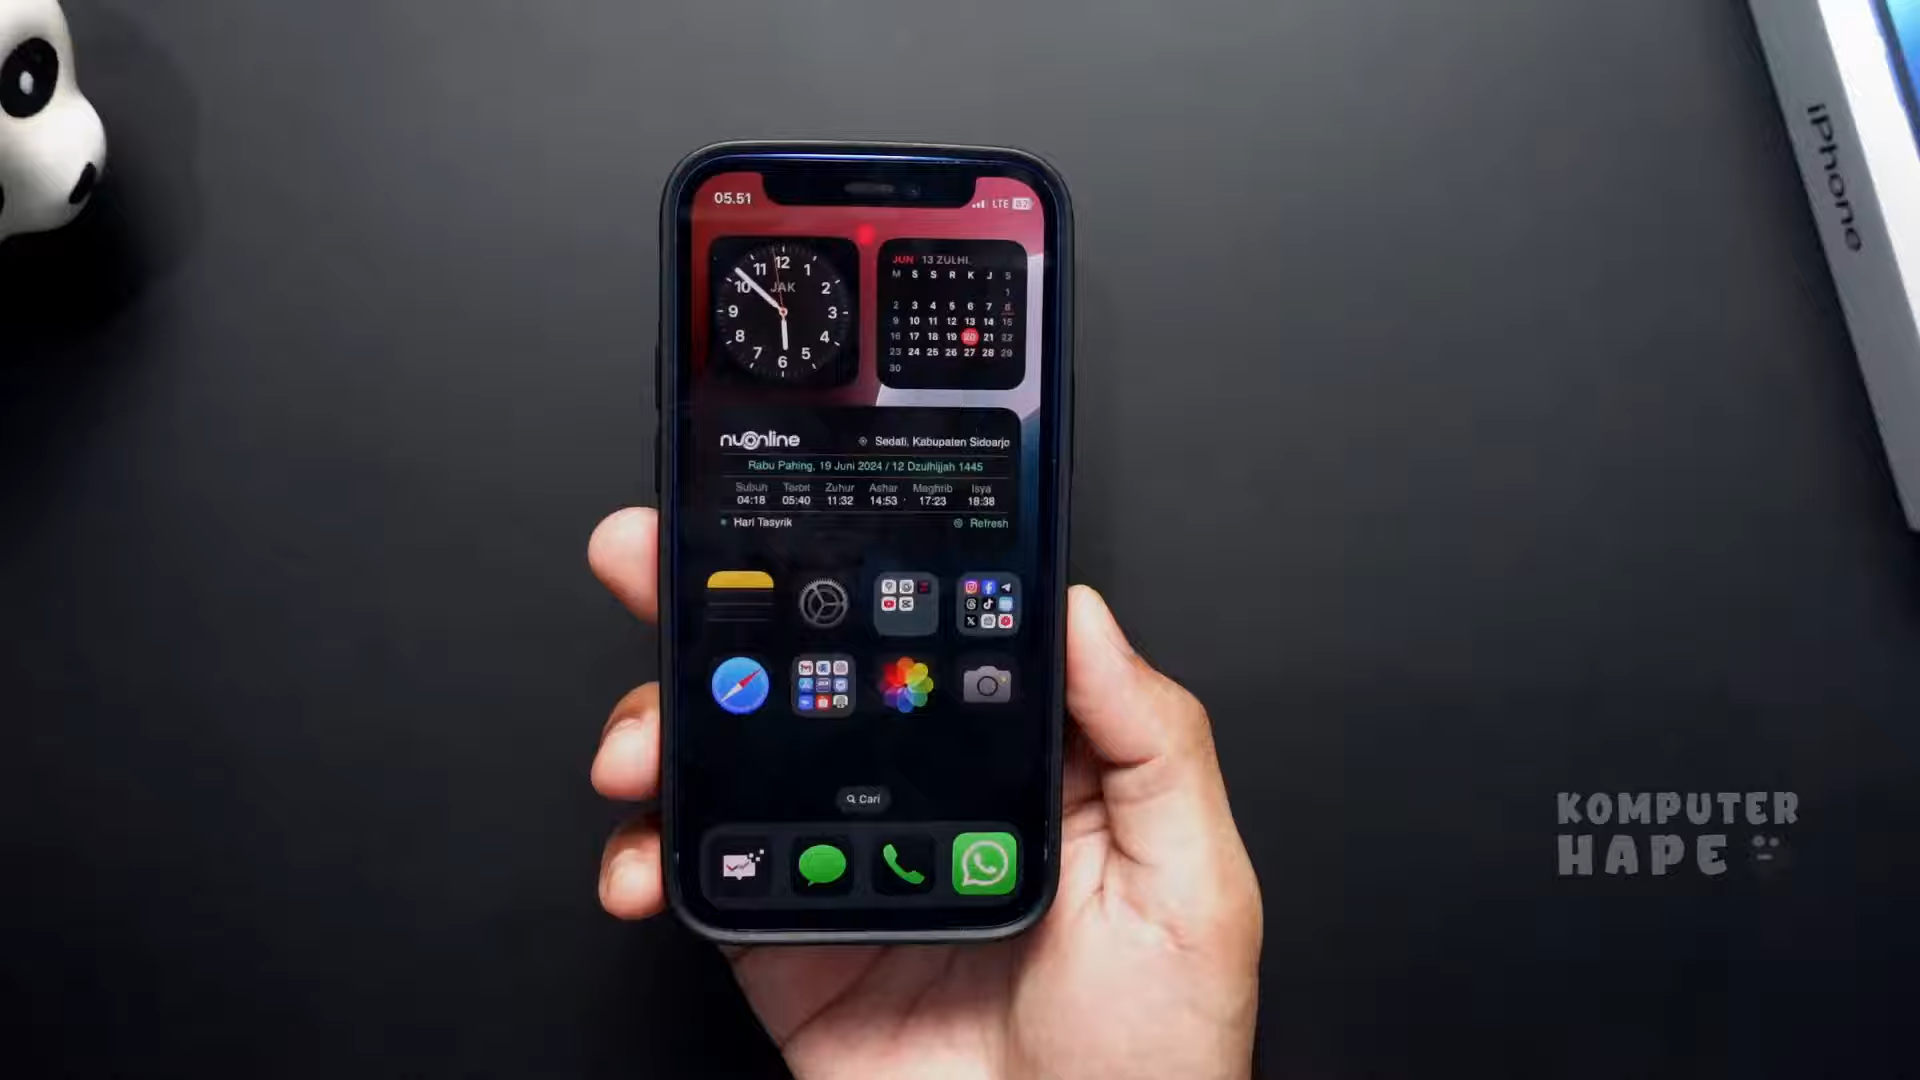 05.51
LTE
iPhone
12
11
1
10
JAK
2
9
3
8
4
7
5
6
JUN 13 ZULHI.
M S S R K J S
1
2 3 4 5 6 7 8
9 10 11 12 13 14 15
16 17 18 19 20 21 22
23 24 25 26 27 28 29
30
nuonline
Sedati, Kabupaten Sidoarjo
Rabu Pahing, 19 Juni 2024 / 12 Dzulhijjah 1445
Subuh Terbit Zuhur Ashar Maghrib Isya
04:18 05:40 11:32 14:53 17:23 18:38
Hari Tasyrik
Refresh
Cari
KOMPUTER
HAPE